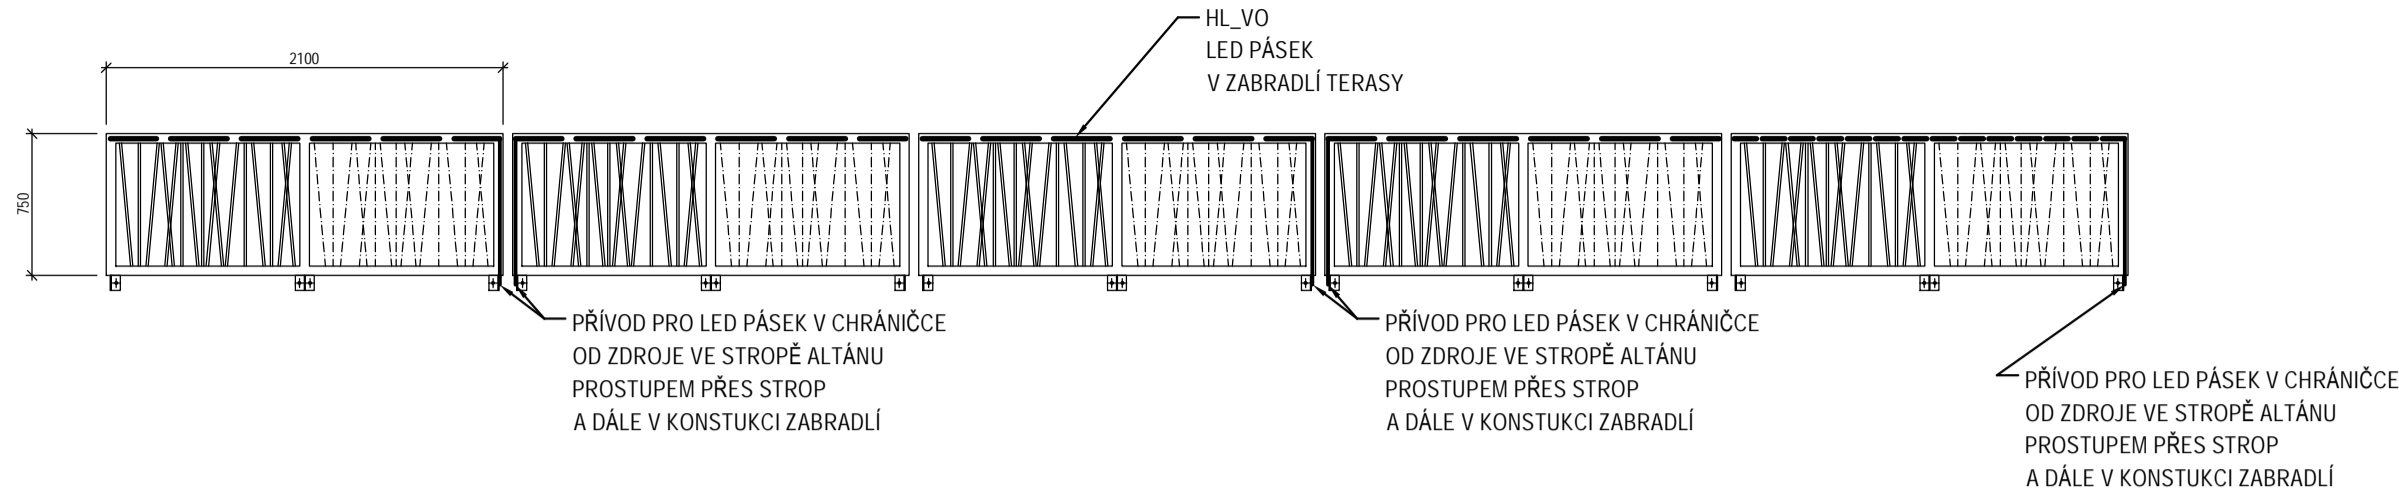 HL_VO
LED PÁSEK
V ZABRADLÍ TERASY
2100
750
PŘÍVOD PRO LED PÁSEK V CHRÁNIČCE
OD ZDROJE VE STROPĚ ALTÁNU
PROSTUPEM PŘES STROP
A DÁLE V KONSTUKCI ZABRADLÍ
PŘÍVOD PRO LED PÁSEK V CHRÁNIČCE
OD ZDROJE VE STROPĚ ALTÁNU
PROSTUPEM PŘES STROP
A DÁLE V KONSTUKCI ZABRADLÍ
PŘÍVOD PRO LED PÁSEK V CHRÁNIČCE
OD ZDROJE VE STROPĚ ALTÁNU
PROSTUPEM PŘES STROP
A DÁLE V KONSTUKCI ZABRADLÍ